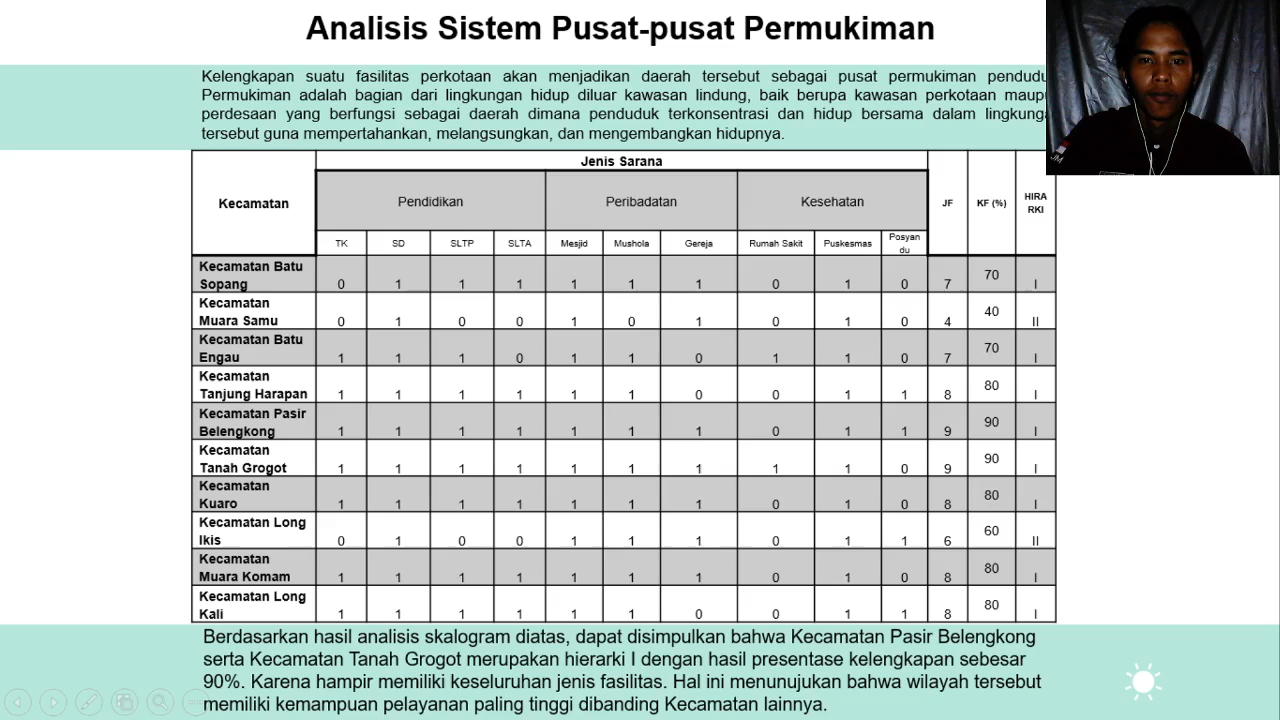 Analisis Sistem Pusat-pusat Permukiman
Kelengkapan suatu fasilitas perkotaan akan menjadikan daerah tersebut sebagai pusat permukiman
Permukiman adalah bagian dari lingkungan hidup diluar kawasan lindung, baik berupa kawasan perkotaan
perdesaan yang berfungsi sebagai daerah dimana penduduk terkonsentrasi dan hidup bersama dalam
tersebut guna mempertahankan, melangsungkan, dan mengembangkan hidupnya.
Jenis Sarana
Kecamatan Pendidikan Peribadatan Kesehatan JF KF (%) HIRA
RKI
TK SD SLTP SLTA Mesjid Mushola Gereja Rumah Sakit Puskesmas Posyan
du
Kecamatan Batu
Sopang 0 1 1 1 1 1 1 0 1 0 7 70 I
Kecamatan
Muara Samu 0 1 0 0 1 0 1 0 1 0 4 40 II
Kecamatan Batu
Engau 1 1 1 0 1 1 0 1 1 0 7 70 I
Kecamatan
Tanjung Harapan 1 1 1 1 1 1 0 0 1 1 8 80 I
Kecamatan Pasir
Belengkong 1 1 1 1 1 1 1 0 1 1 9 90 I
Kecamatan
Tanah Grogot 1 1 1 1 1 1 1 1 1 0 9 90 I
Kecamatan
Kuaro 1 1 1 1 1 1 1 0 1 0 8 80 I
Kecamatan Long
Ikis 0 1 0 0 1 1 1 0 1 1 6 60 II
Kecamatan
Muara Komam 1 1 1 1 1 1 1 0 1 0 8 80 I
Kecamatan Long
Kali 1 1 1 1 1 1 0 0 1 1 8 80 I
Berdasarkan hasil analisis skalogram diatas, dapat disimpulkan bahwa Kecamatan Pasir Belengkong
serta Kecamatan Tanah Grogot merupakan hierarki I dengan hasil presentase kelengkapan sebesar
90%. Karena hampir memiliki keseluruhan jenis fasilitas. Hal ini menunujukan bahwa wilayah tersebut
memiliki kemampuan pelayanan paling tinggi dibanding Kecamatan lainnya.